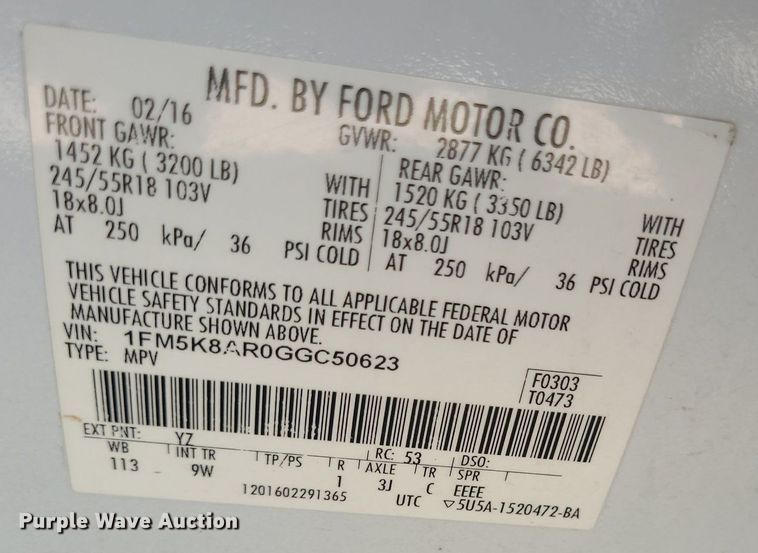 MFD. BY FORD MOTOR CO.
DATE: 02/16
GVWR: 2877 KG ( 6342 LB)
FRONT GAWR:
1452 KG ( 3200 LB)
245/55R18 103V
18x8.0J
AT 250 kPa/ 36 PSI COLD
WITH
TIRES
RIMS
REAR GAWR:
1520 KG ( 3350 LB)
245/55R18 103V
18x8.0J
AT 250 kPa/ 36 PSI COLD
WITH
TIRES
RIMS
THIS VEHICLE CONFORMS TO ALL APPLICABLE FEDERAL MOTOR
VEHICLE SAFETY STANDARDS IN EFFECT ON THE DATE OF
MANUFACTURE SHOWN ABOVE.
VIN: 1FM5K8AR0GGC50623
TYPE: MPV
F0303
T0473
EXT PNT: YZ RC: 53 DSO:
WB INT TR TP/PS R AXLE TR SPR
113 9W 1 3J C EEEE
1201602291365 UTC ▽5U5A-1520472-BA
Purple Wave Auction